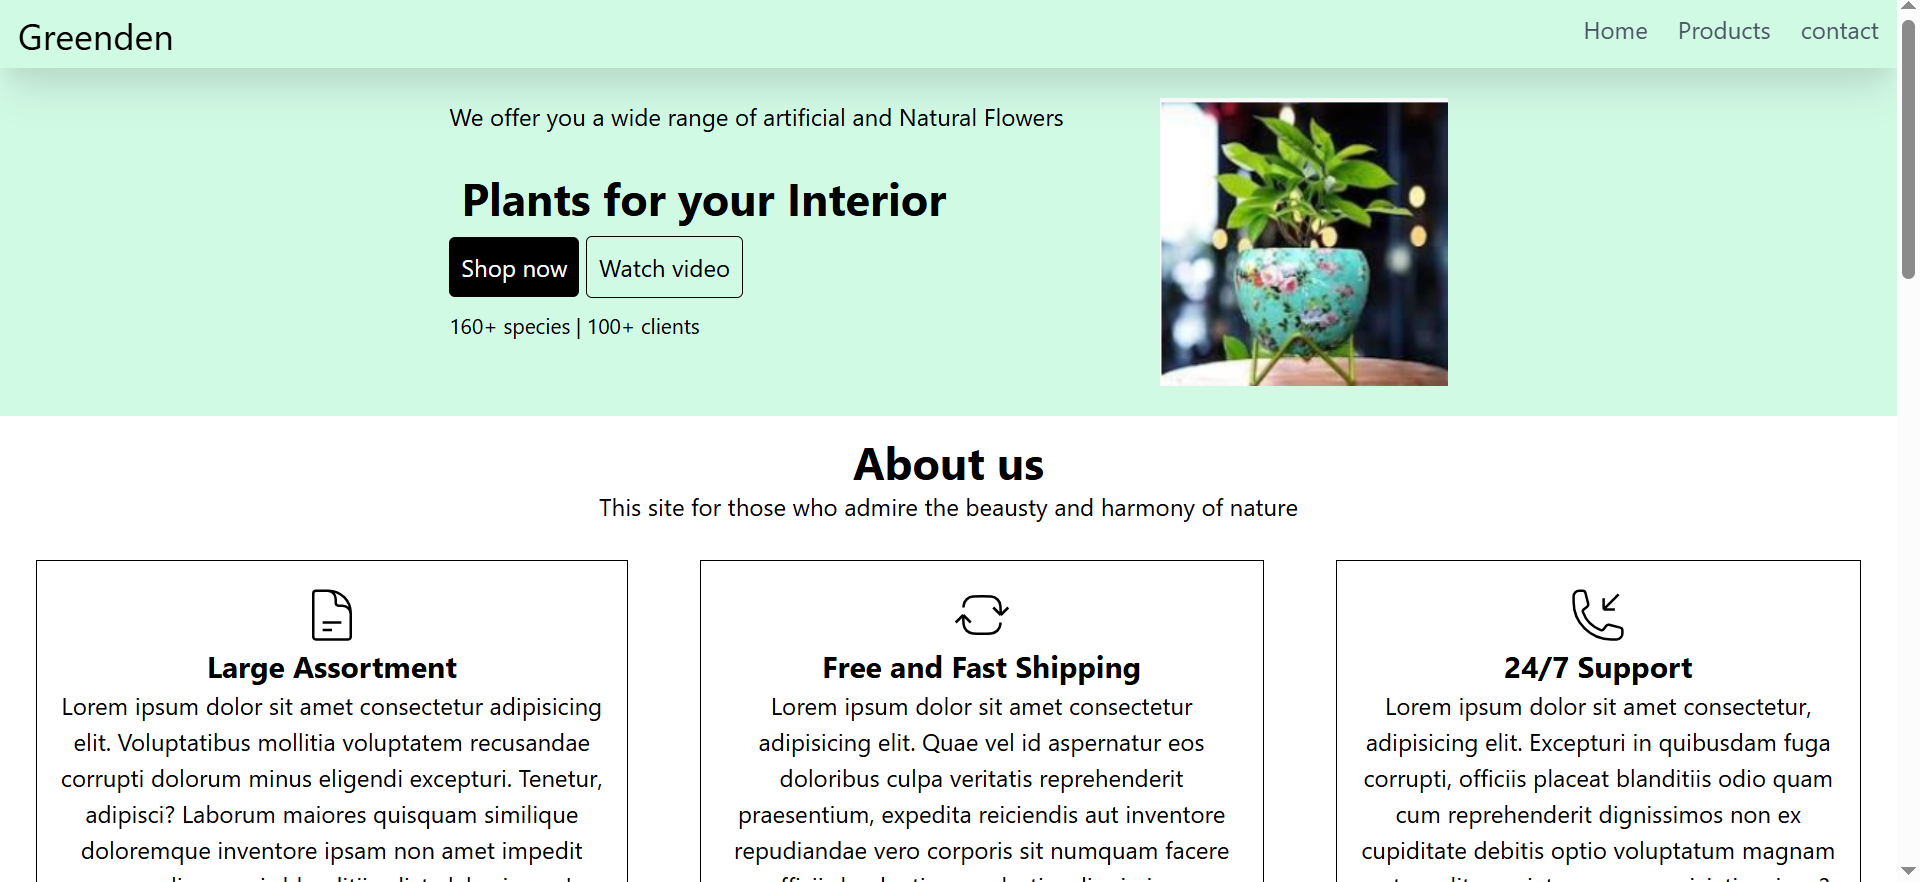 Greenden
Home Products contact
We offer you a wide range of artificial and Natural Flowers
Plants for your Interior
Shop now Watch video
160+ species | 100+ clients
About us
This site for those who admire the beausty and harmony of nature
Large Assortment
Lorem ipsum dolor sit amet consectetur adipisicing
elit. Voluptatibus mollitia voluptatem recusandae
corrupti dolorum minus eligendi excepturi. Tenetur,
adipisci? Laborum maiores quisquam similique
doloremque inventore ipsam non amet impedit
Free and Fast Shipping
Lorem ipsum dolor sit amet consectetur
adipisicing elit. Quae vel id aspernatur eos
doloribus culpa veritatis reprehenderit
praesentium, expedita reiciendis aut inventore
repudiandae vero corporis sit numquam facere
24/7 Support
Lorem ipsum dolor sit amet consectetur,
adipisicing elit. Excepturi in quibusdam fuga
corrupti, officiis placeat blanditiis odio quam
cum reprehenderit dignissimos non ex
cupiditate debitis optio voluptatum magnam